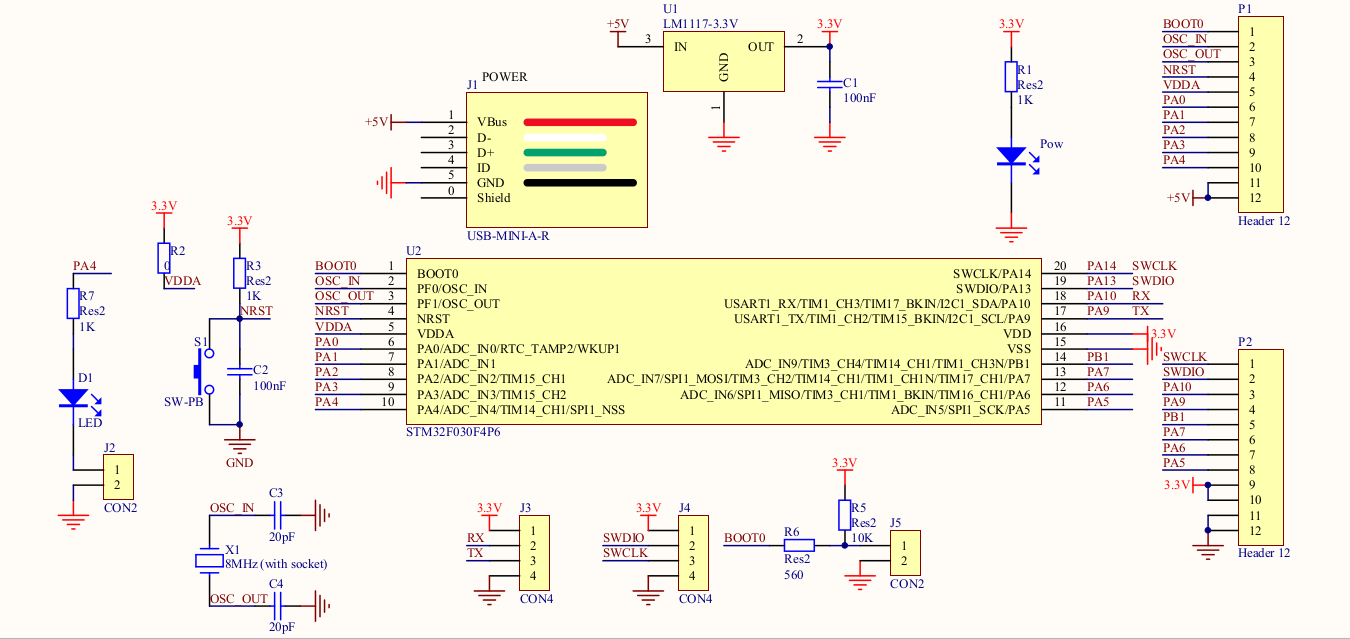 U1
LM1117-3.3V
+5V
3
IN
OUT
2
GND
1
3.3V
C1
100nF
POWER
J1
+5V
1
VBus
2
D-
3
D+
4
ID
5
GND
0
Shield
USB-MINI-A-R
3.3V
R1
Res2
1K
Pow
P1
BOOT0
1
OSC_IN
2
OSC_OUT
3
NRST
4
VDDA
5
PA0
6
PA1
7
PA2
8
PA3
9
PA4
10
11
+5V
12
Header 12
PA4
R7
Res2
1K
D1
LED
J2
1
2
CON2
3.3V
R2
0
VDDA
3.3V
R3
Res2
1K
NRST
S1
SW-PB
C2
100nF
GND
U2
BOOT0 1 BOOT0
OSC_IN 2 PF0/OSC_IN
OSC_OUT 3 PF1/OSC_OUT
NRST 4 NRST
VDDA 5 VDDA
PA0 6 PA0/ADC_IN0/RTC_TAMP2/WKUP1
PA1 7 PA1/ADC_IN1
PA2 8 PA2/ADC_IN2/TIM15_CH1
PA3 9 PA3/ADC_IN3/TIM15_CH2
PA4 10 PA4/ADC_IN4/TIM14_CH1/SPI1_NSS
SWCLK/PA14 20 PA14 SWCLK
SWDIO/PA13 19 PA13 SWDIO
USART1_RX/TIM1_CH3/TIM17_BKIN/I2C1_SDA/PA10 18 PA10 RX
USART1_TX/TIM1_CH2/TIM15_BKIN/I2C1_SCL/PA9 17 PA9 TX
VDD 16 3.3V
VSS 15
ADC_IN9/TIM3_CH4/TIM14_CH1/TIM1_CH3N/PB1 14 PB1
ADC_IN7/SPI1_MOSI/TIM3_CH2/TIM14_CH1/TIM1_CH1N/TIM17_CH1/PA7 13 PA7
ADC_IN6/SPI1_MISO/TIM3_CH1/TIM1_BKIN/TIM16_CH1/PA6 12 PA6
ADC_IN5/SPI1_SCK/PA5 11 PA5
STM32F030F4P6
P2
SWCLK
1
SWDIO
2
PA10
3
PA9
4
PB1
5
PA7
6
PA6
7
PA5
8
3.3V
9
10
11
12
Header 12
OSC_IN
C3
20pF
X1
8MHz (with socket)
OSC_OUT
C4
20pF
3.3V
J3
1
RX
2
TX
3
4
CON4
3.3V
J4
1
SWDIO
2
SWCLK
3
4
CON4
BOOT0
R6
Res2
560
3.3V
R5
Res2
10K
J5
1
2
CON2